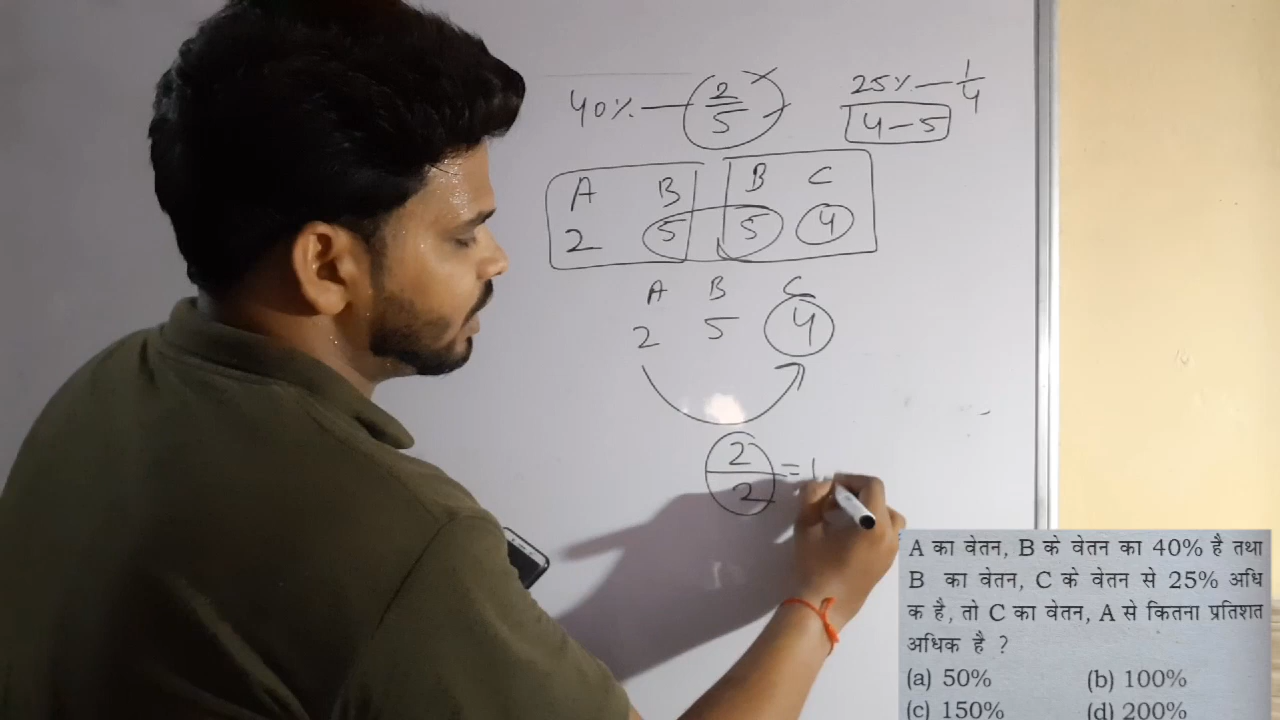 40% — 2/5
25% — 1/4
4 – 5
A B B C
2 5 5 4
A B C
2 5 4
2/2 = 1
A का वेतन, B के वेतन का 40% है तथा
B का वेतन, C के वेतन से 25% अधि
क है, तो C का वेतन, A से कितना प्रतिशत
अधिक है ?
(a) 50% (b) 100%
(c) 150% (d) 200%